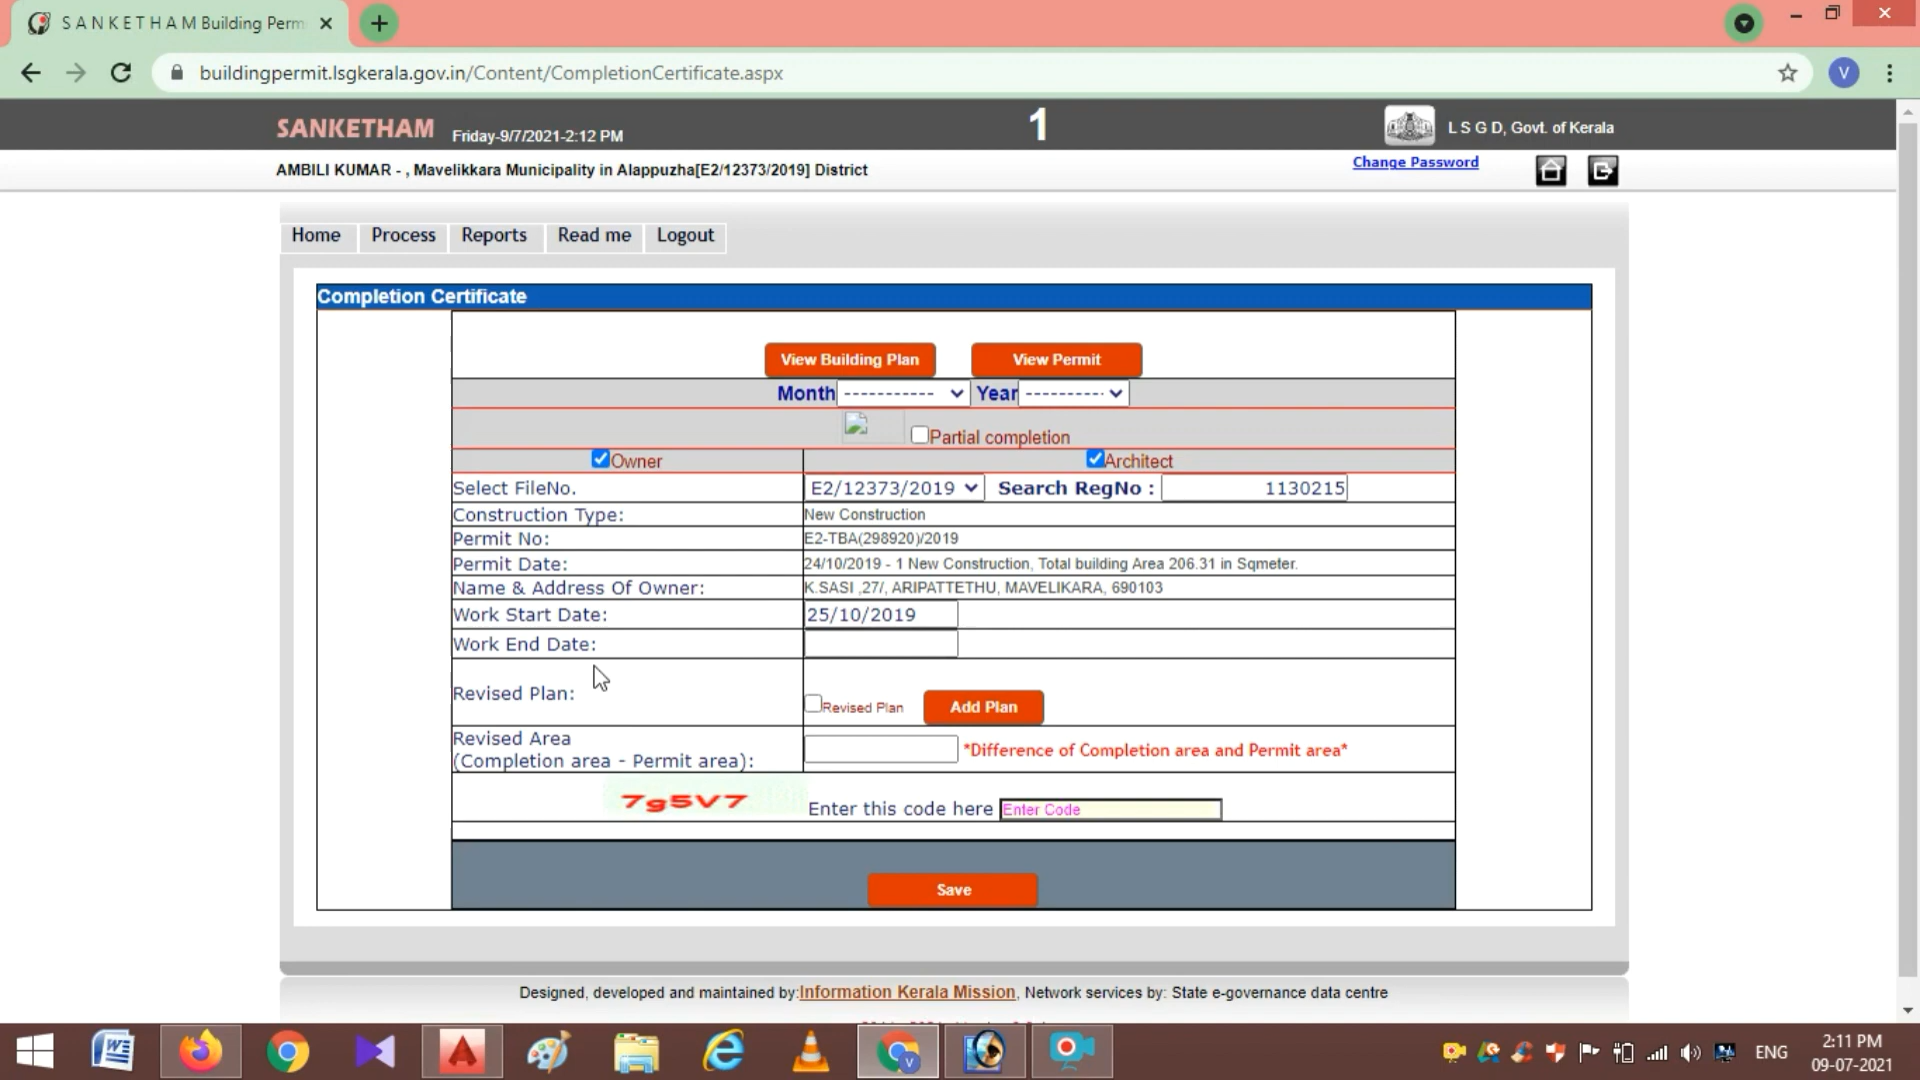 S A N K E T H A M Building Perm
buildingpermit.lsgkerala.gov.in/Content/CompletionCertificate.aspx
V
SANKETHAM Friday-9/7/2021-2:12 PM 1 L S G D, Govt. of Kerala
AMBILI KUMAR - , Mavelikkara Municipality in Alappuzha[E2/12373/2019] District Change Password
Home Process Reports Read me Logout
Completion Certificate
View Building Plan View Permit
Month ----------- Year ----------
Partial completion
Owner Architect
Select FileNo. E2/12373/2019 Search RegNo : 1130215
Construction Type: New Construction
Permit No: E2-TBA(298920)/2019
Permit Date: 24/10/2019 - 1 New Construction, Total building Area 206.31 in Sqmeter.
Name & Address Of Owner: K.SASI ,27/, ARIPATTETHU, MAVELIKARA, 690103
Work Start Date: 25/10/2019
Work End Date:
Revised Plan: Revised Plan Add Plan
Revised Area
(Completion area - Permit area): *Difference of Completion area and Permit area*
7g5V7 Enter this code here Enter Code
Save
Designed, developed and maintained by:Information Kerala Mission, Network services by: State e-governance data centre
ENG 2:11 PM
09-07-2021